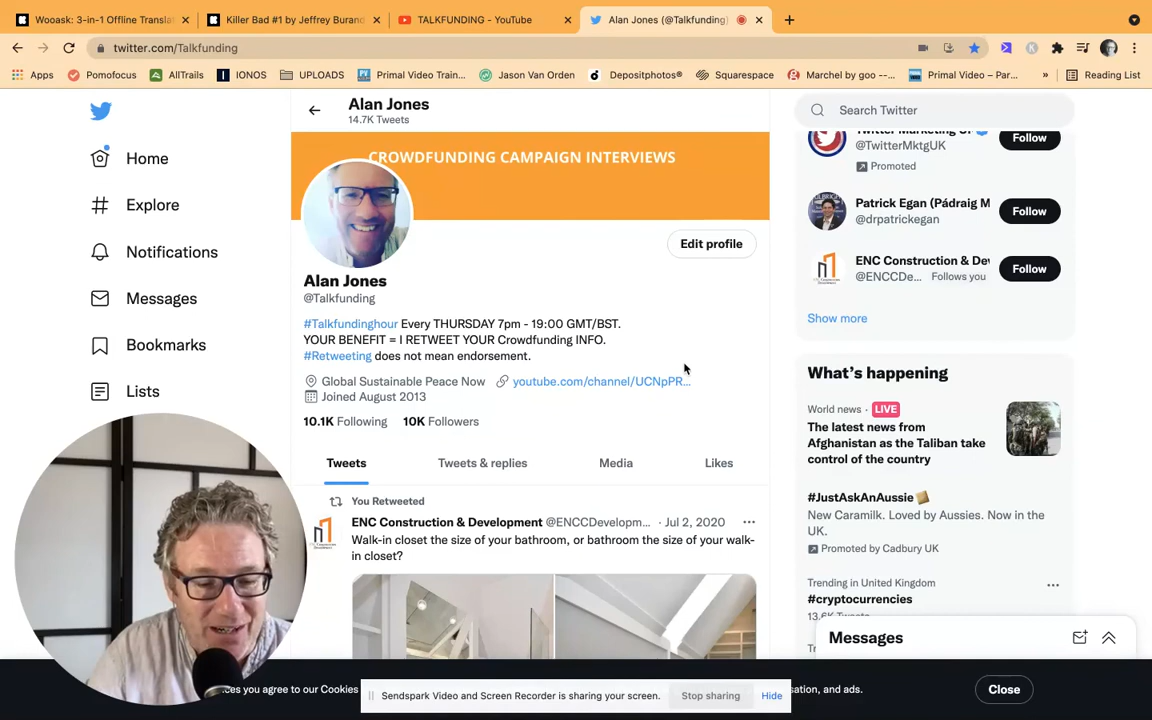 Wooask: 3-in-1 Offline Transla
Killer Bad #1 by Jeffrey Buran
TALKFUNDING - YouTube
Alan Jones (@Talkfunding)
twitter.com/Talkfunding
Apps
Pomofocus
AllTrails
IONOS
UPLOADS
Primal Video Train...
Jason Van Orden
Depositphotos®
Squarespace
Marchel by goo --...
Primal Video – Par...
»
Reading List
Home
Explore
Notifications
Messages
Bookmarks
Lists
Alan Jones
14.7K Tweets
CROWDFUNDING CAMPAIGN INTERVIEWS
Edit profile
Alan Jones
@Talkfunding
#Talkfundinghour Every THURSDAY 7pm - 19:00 GMT/BST.
YOUR BENEFIT = I RETWEET YOUR Crowdfunding INFO.
#Retweeting does not mean endorsement.
Global Sustainable Peace Now youtube.com/channel/UCNpPR...
Joined August 2013
10.1K Following 10K Followers
Tweets Tweets & replies Media Likes
You Retweeted
ENC Construction & Development @ENCCDevelopm... · Jul 2, 2020
Walk-in closet the size of your bathroom, or bathroom the size of your walk-
in closet?
Search Twitter
@TwitterMktgUK
Follow
Promoted
Patrick Egan (Pádraig M
@drpatrickegan
Follow
ENC Construction & Dev
@ENCCDe... Follows you
Follow
Show more
What's happening
World news · LIVE
The latest news from
Afghanistan as the Taliban take
control of the country
#JustAskAnAussie
New Caramilk. Loved by Aussies. Now in the
UK.
Promoted by Cadbury UK
Trending in United Kingdom
#cryptocurrencies
Messages
you agree to our Cookies
Sendspark Video and Screen Recorder is sharing your screen.
Stop sharing
Hide
and ads.
Close